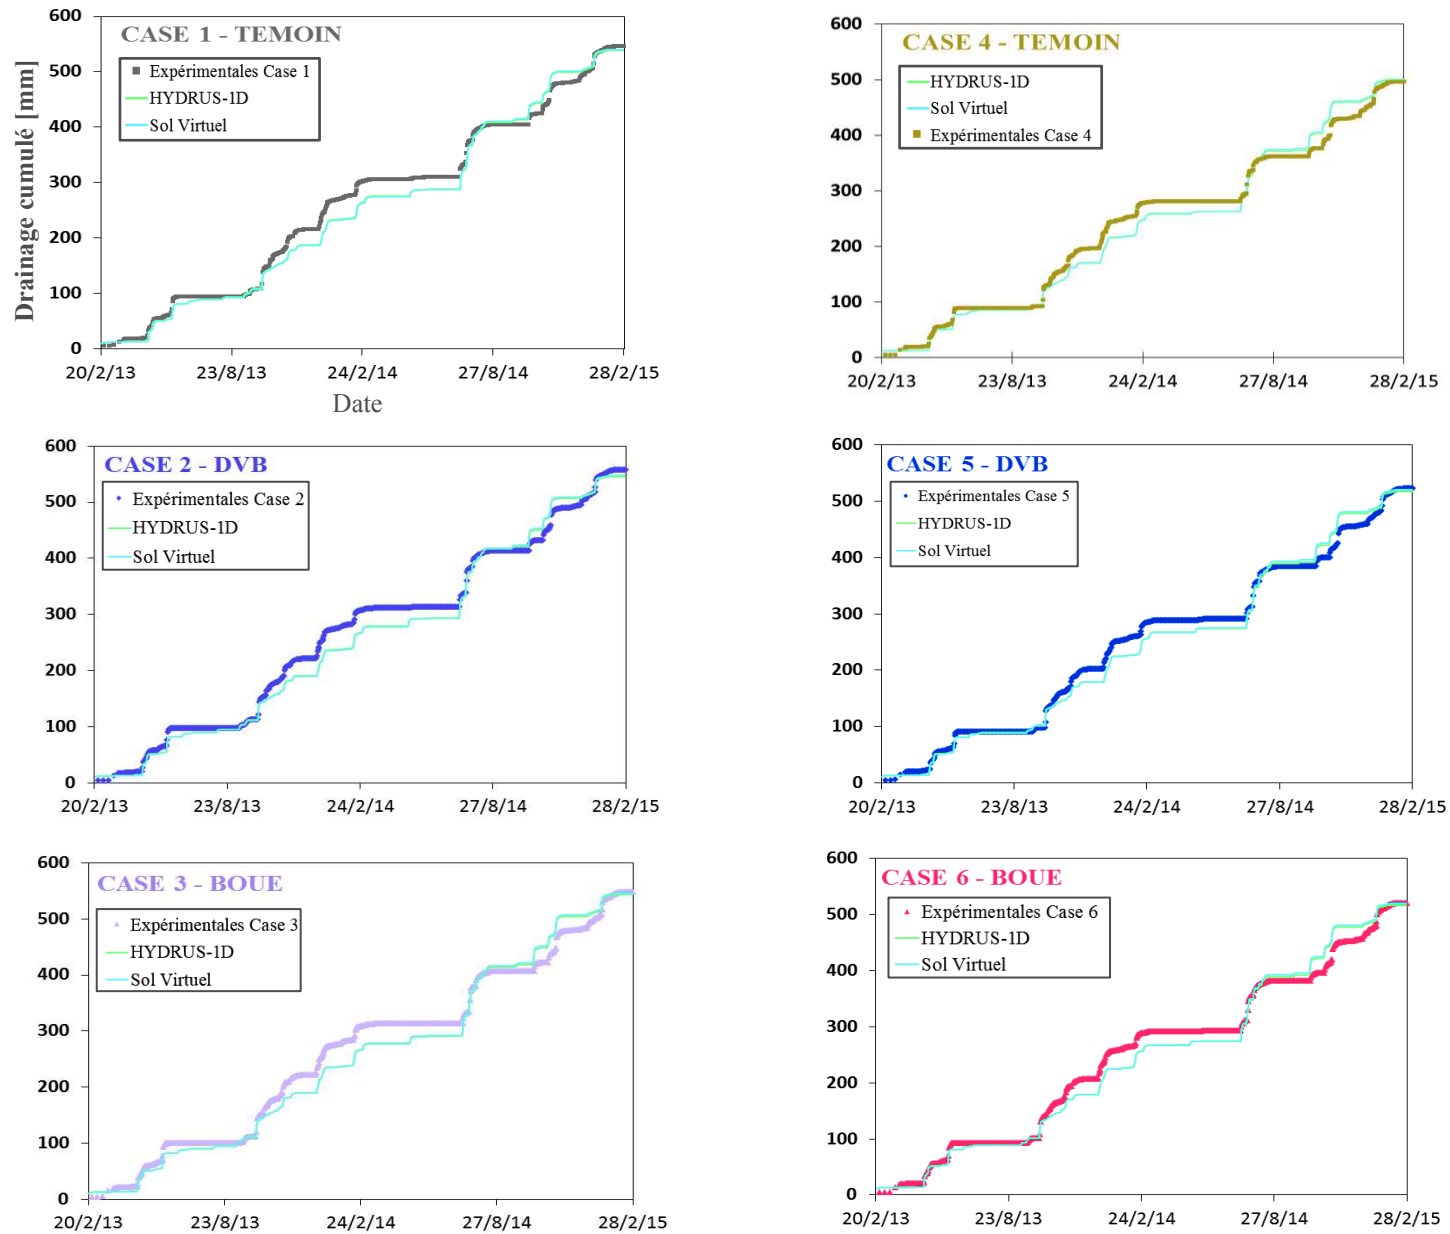 CASE 1 - TEMOIN
Expérimentales Case 1
HYDRUS-1D
Sol Virtuel
Drainage cumulé [mm]
600
500
400
300
200
100
0
20/2/13 23/8/13 24/2/14 27/8/14 28/2/15
Date
CASE 4 - TEMOIN
HYDRUS-1D
Sol Virtuel
Expérimentales Case 4
600
500
400
300
200
100
0
20/2/13 23/8/13 24/2/14 27/8/14 28/2/15
CASE 2 - DVB
Expérimentales Case 2
HYDRUS-1D
Sol Virtuel
600
500
400
300
200
100
0
20/2/13 23/8/13 24/2/14 27/8/14 28/2/15
CASE 5 - DVB
Expérimentales Case 5
HYDRUS-1D
Sol Virtuel
600
500
400
300
200
100
0
20/2/13 23/8/13 24/2/14 27/8/14 28/2/15
CASE 3 - BOUE
Expérimentales Case 3
HYDRUS-1D
Sol Virtuel
600
500
400
300
200
100
0
20/2/13 23/8/13 24/2/14 27/8/14 28/2/15
CASE 6 - BOUE
Expérimentales Case 6
HYDRUS-1D
Sol Virtuel
600
500
400
300
200
100
0
20/2/13 23/8/13 24/2/14 27/8/14 28/2/15